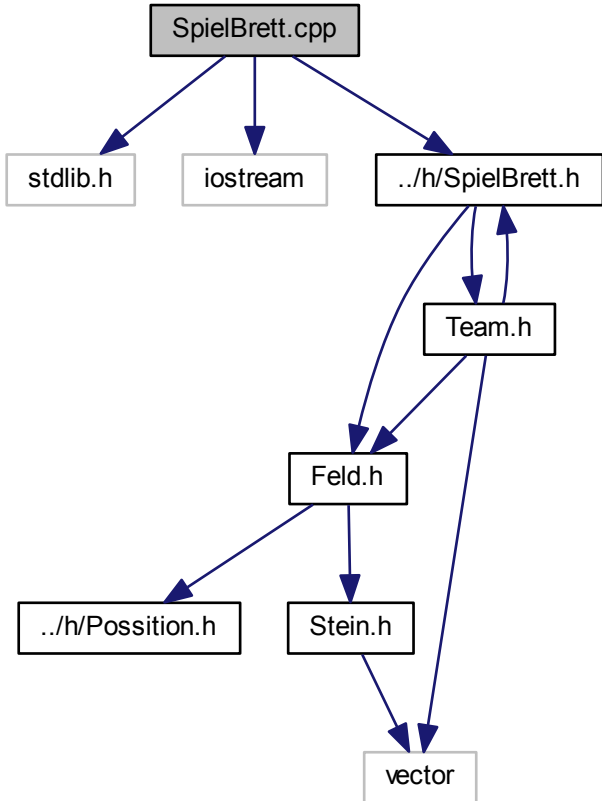 SpielBrett.cpp
stdlib.h
iostream
../h/SpielBrett.h
Team.h
Feld.h
../h/Possition.h
Stein.h
vector